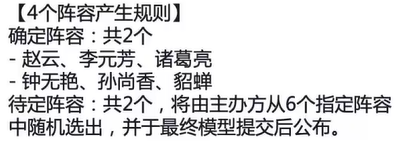 【4个阵容产生规则】
确定阵容：共2个
- 赵云、李元芳、诸葛亮
- 钟无艳、孙尚香、貂蝉
待定阵容：共2个，将由主办方从6个指定阵容
中随机选出，并于最终模型提交后公布。